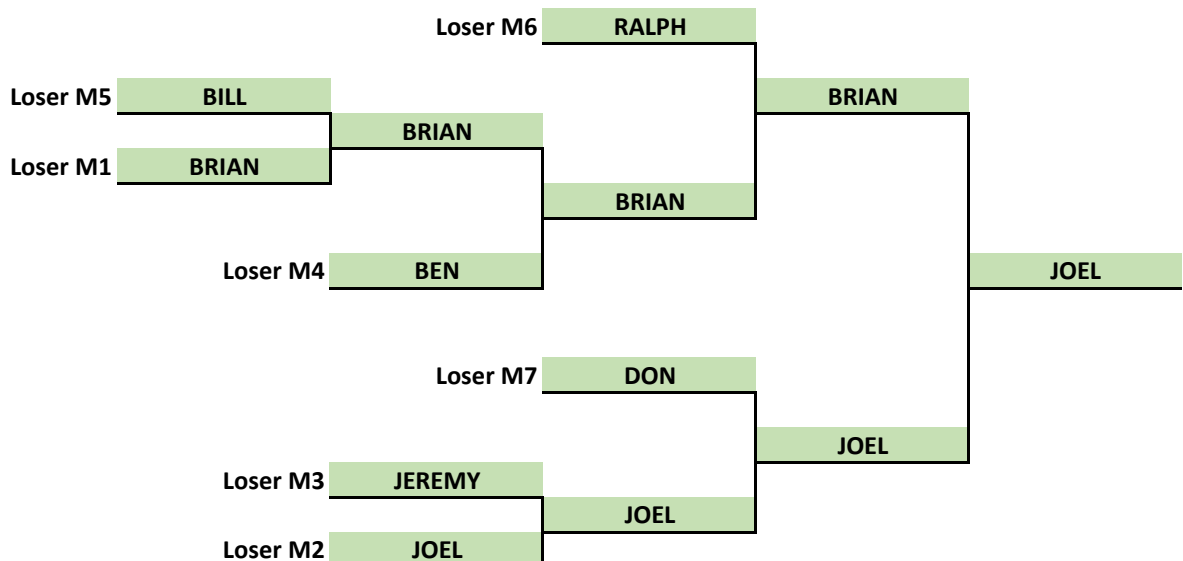 Loser M6 RALPH
Loser M5 BILL
BRIAN
BRIAN
Loser M1 BRIAN
BRIAN
Loser M4 BEN
JOEL
Loser M7 DON
JOEL
Loser M3 JEREMY
JOEL
Loser M2 JOEL